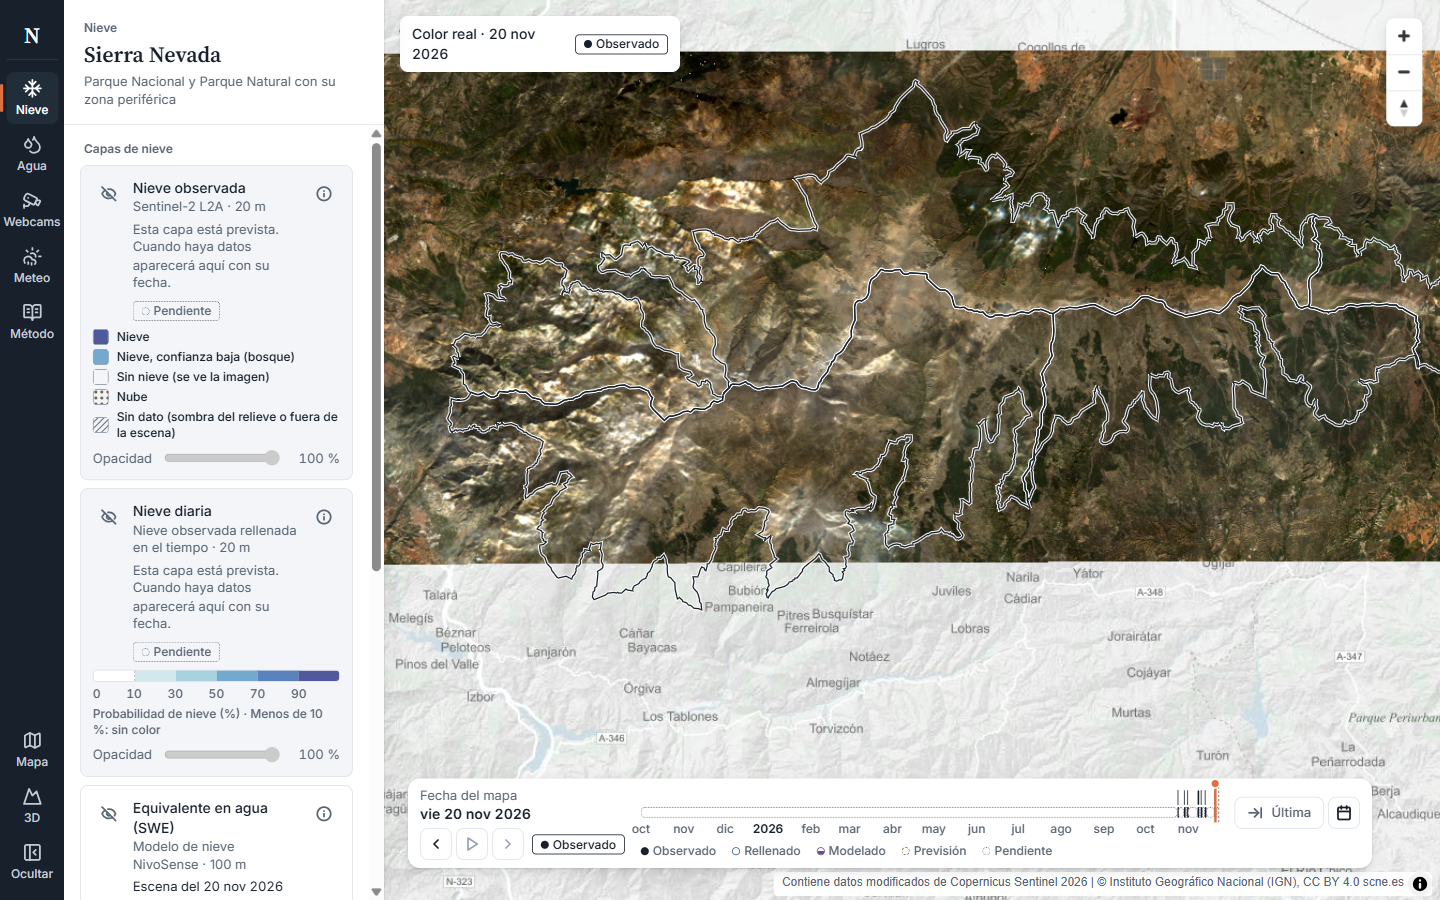 N
Nieve
Agua
Webcams
Meteo
Método
Mapa
3D
Ocultar
Nieve
Sierra Nevada
Parque Nacional y Parque Natural con su
zona periférica
Capas de nieve
Nieve observada
Sentinel-2 L2A · 20 m
Esta capa está prevista.
Cuando haya datos
aparecerá aquí con su
fecha.
Pendiente
Nieve
Nieve, confianza baja (bosque)
Sin nieve (se ve la imagen)
Nube
Sin dato (sombra del relieve o fuera de
la escena)
Opacidad 100 %
Nieve diaria
Nieve observada rellenada
en el tiempo · 20 m
Esta capa está prevista.
Cuando haya datos
aparecerá aquí con su
fecha.
Pendiente
0 10 30 50 70 90
Probabilidad de nieve (%) · Menos de 10
%: sin color
Opacidad 100 %
Equivalente en agua
(SWE)
Modelo de nieve
NivoSense · 100 m
Escena del 20 nov 2026
Color real · 20 nov
2026
Observado
Lugros
Cogollos de
Capileira
Bubión
Pampaneira
Pitres
Busquístar
Ferreirola
Juviles
Narila
Cádiar
Yátor
Ugíjar
A-348
Talará
Melegís
Béznar
Peloteos
Pinos del Valle
Cáñar
Bayacas
Lanjarón
Lobras
Jorairátar
A-347
Notáez
Cojáyar
Izbor
Órgiva
Almegíjar
Los Tablones
Torvizcón
Murtas
Parque Periurban
A-346
Turón
La
Peñarrodada
Berja
Alcaudique
N-323
Fecha del mapa
vie 20 nov 2026
Observado
oct nov dic 2026 feb mar abr may jun jul ago sep oct nov
Observado Rellenado Modelado Previsión Pendiente
Última
Contiene datos modificados de Copernicus Sentinel 2026 | © Instituto Geográfico Nacional (IGN), CC BY 4.0 scne.es